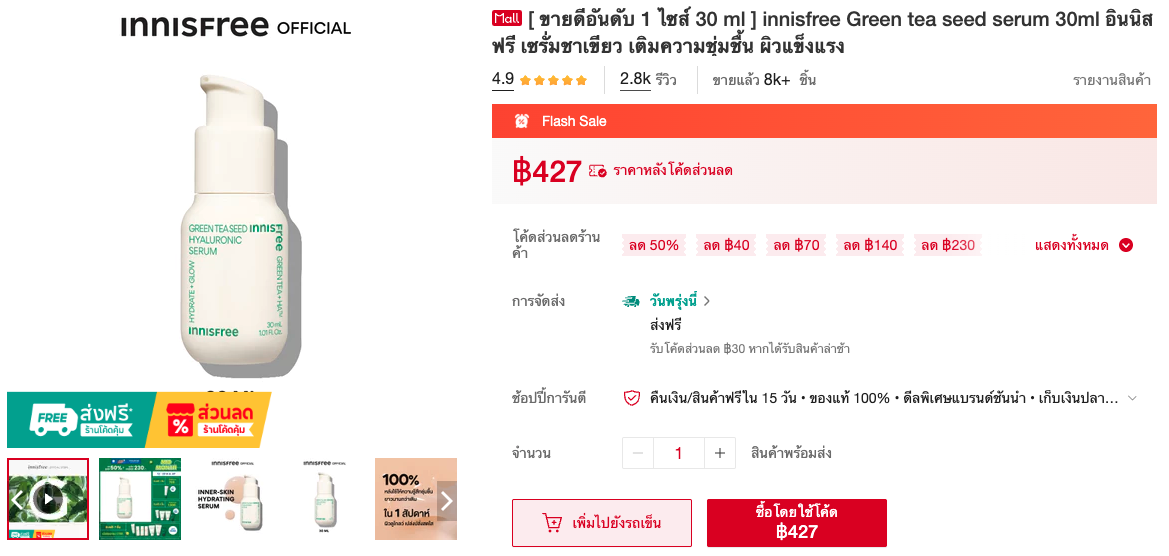 innisfree OFFICIAL
GREEN TEA SEED innisfree
HYALURONIC
SERUM
HYDRATE + GLOW
GREEN TEA + HA™
30 mL
1.01 fl. Oz.
innisfree
FREE ส่งฟรี*
ร้านโค้ดคุ้ม
% ส่วนลด
ร้านโค้ดคุ้ม
innisfree OFFICIAL
INNER-SKIN
HYDRATING
SERUM
innisfree OFFICIAL
30 ML
100%
ใน 1 สัปดาห์
Mall [ ขายดีอันดับ 1 ไซส์ 30 ml ] innisfree Green tea seed serum 30ml อินนิส
ฟรี เซรั่มชาเขียว เติมความชุ่มชื้น ผิวแข็งแรง
4.9 2.8k รีวิว ขายแล้ว 8k+ ชิ้น รายงานสินค้า
Flash Sale
฿427 ราคาหลังโค้ดส่วนลด
โค้ดส่วนลดร้าน
ค้า
ลด 50% ลด ฿40 ลด ฿70 ลด ฿140 ลด ฿230 แสดงทั้งหมด
การจัดส่ง วันพรุ่งนี้
ส่งฟรี
รับโค้ดส่วนลด ฿30 หากได้รับสินค้าล่าช้า
ช้อปปี้การันตี คืนเงิน/สินค้าฟรีใน 15 วัน • ของแท้ 100% • ดีลพิเศษแบรนด์ชั้นนำ • เก็บเงินปลา...
จำนวน 1 สินค้าพร้อมส่ง
เพิ่มไปยังรถเข็น
ซื้อโดยใช้โค้ด
฿427